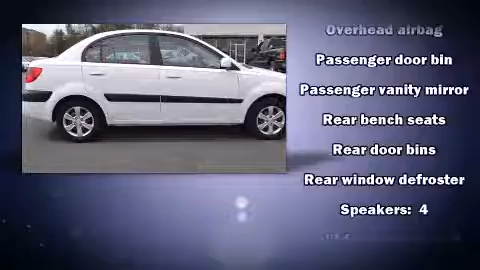 Overhead airbag
Passenger door bin
Passenger vanity mirror
Rear bench seats
Rear door bins
Rear window defroster
Speakers: 4